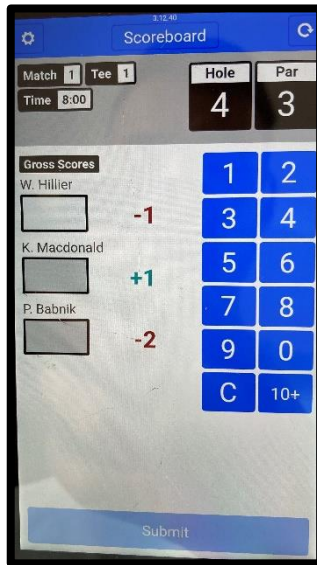 3.12.40
Scoreboard
Match 1 Tee 1
Time 8:00
Hole Par
4 3
Gross Scores
W. Hillier
-1
K. Macdonald
+1
P. Babnik
-2
1 2
3 4
5 6
7 8
9 0
C 10+
Submit